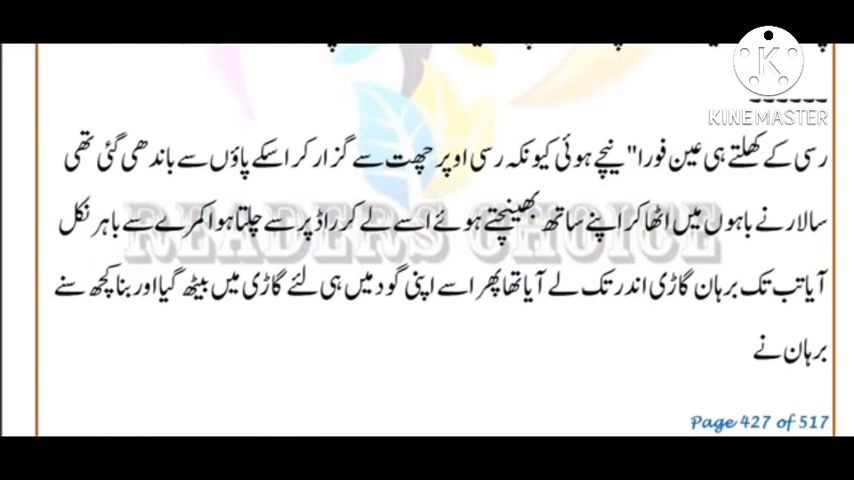 KINEMASTER
رسی کے کھلتے ہی عین فورا" نیچے ہوئی کیونکہ رسی اوپر چھت سے گزار کر اسکے پاؤں سے باندھی گئی تھی
سالار نے باہوں میں اٹھا کر اپنے ساتھ بھینچتے ہوئے اسے لے کر راڈ پر سے چلتا ہوا کمرے سے باہر نکل
آیا تب تک برہان گاڑی اندر تک لے آیا تھا پھر اسے اپنی گود میں ہی لئے گاڑی میں بیٹھ گیا اور بنا کچھ سنے
برہان نے
READERS CHOICE
Page 427 of 517